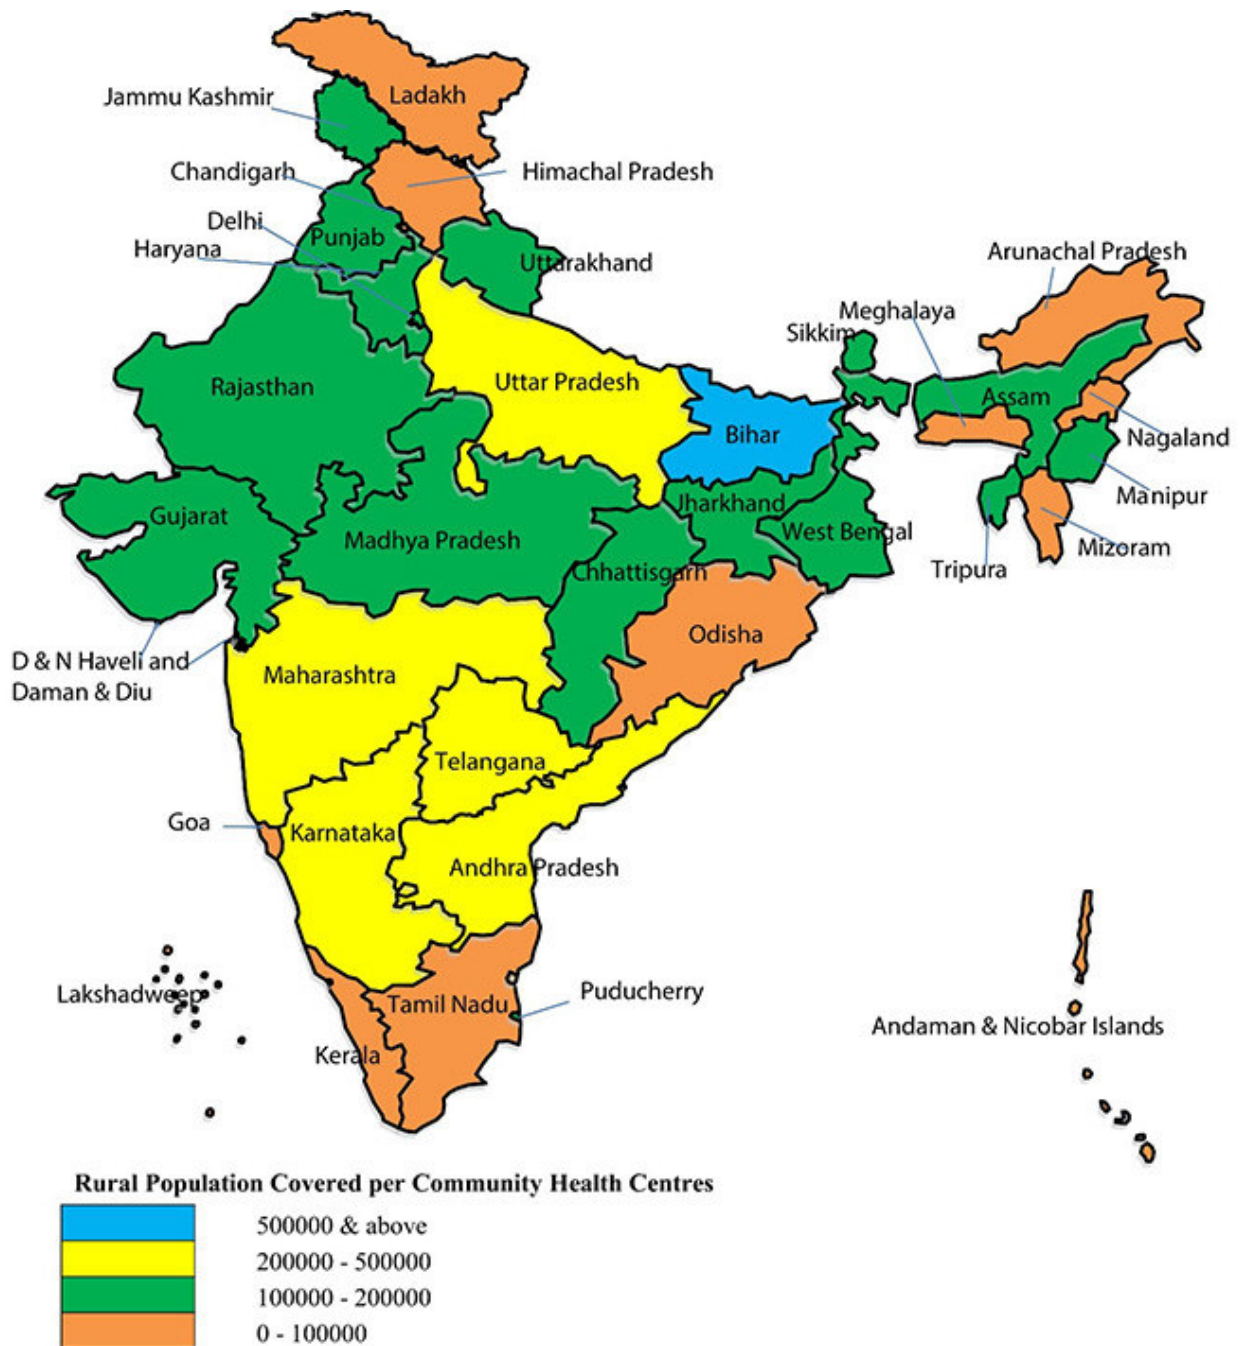 Ladakh
Jammu Kashmir
Chandigarh
Himachal Pradesh
Delhi
Punjab
Haryana
Uttarakhand
Arunachal Pradesh
Meghalaya
Sikkim
Rajasthan
Uttar Pradesh
Assam
Bihar
Nagaland
Manipur
Jharkhand
Gujarat
West Bengal
Madhya Pradesh
Mizoram
Chhattisgarh
Tripura
Odisha
D & N Haveli and
Daman & Diu
Maharashtra
Telangana
Goa
Karnataka
Andhra Pradesh
Lakshadweep
Tamil Nadu
Puducherry
Andaman & Nicobar Islands
Kerala
Rural Population Covered per Community Health Centres
500000 & above
200000 - 500000
100000 - 200000
0 - 100000